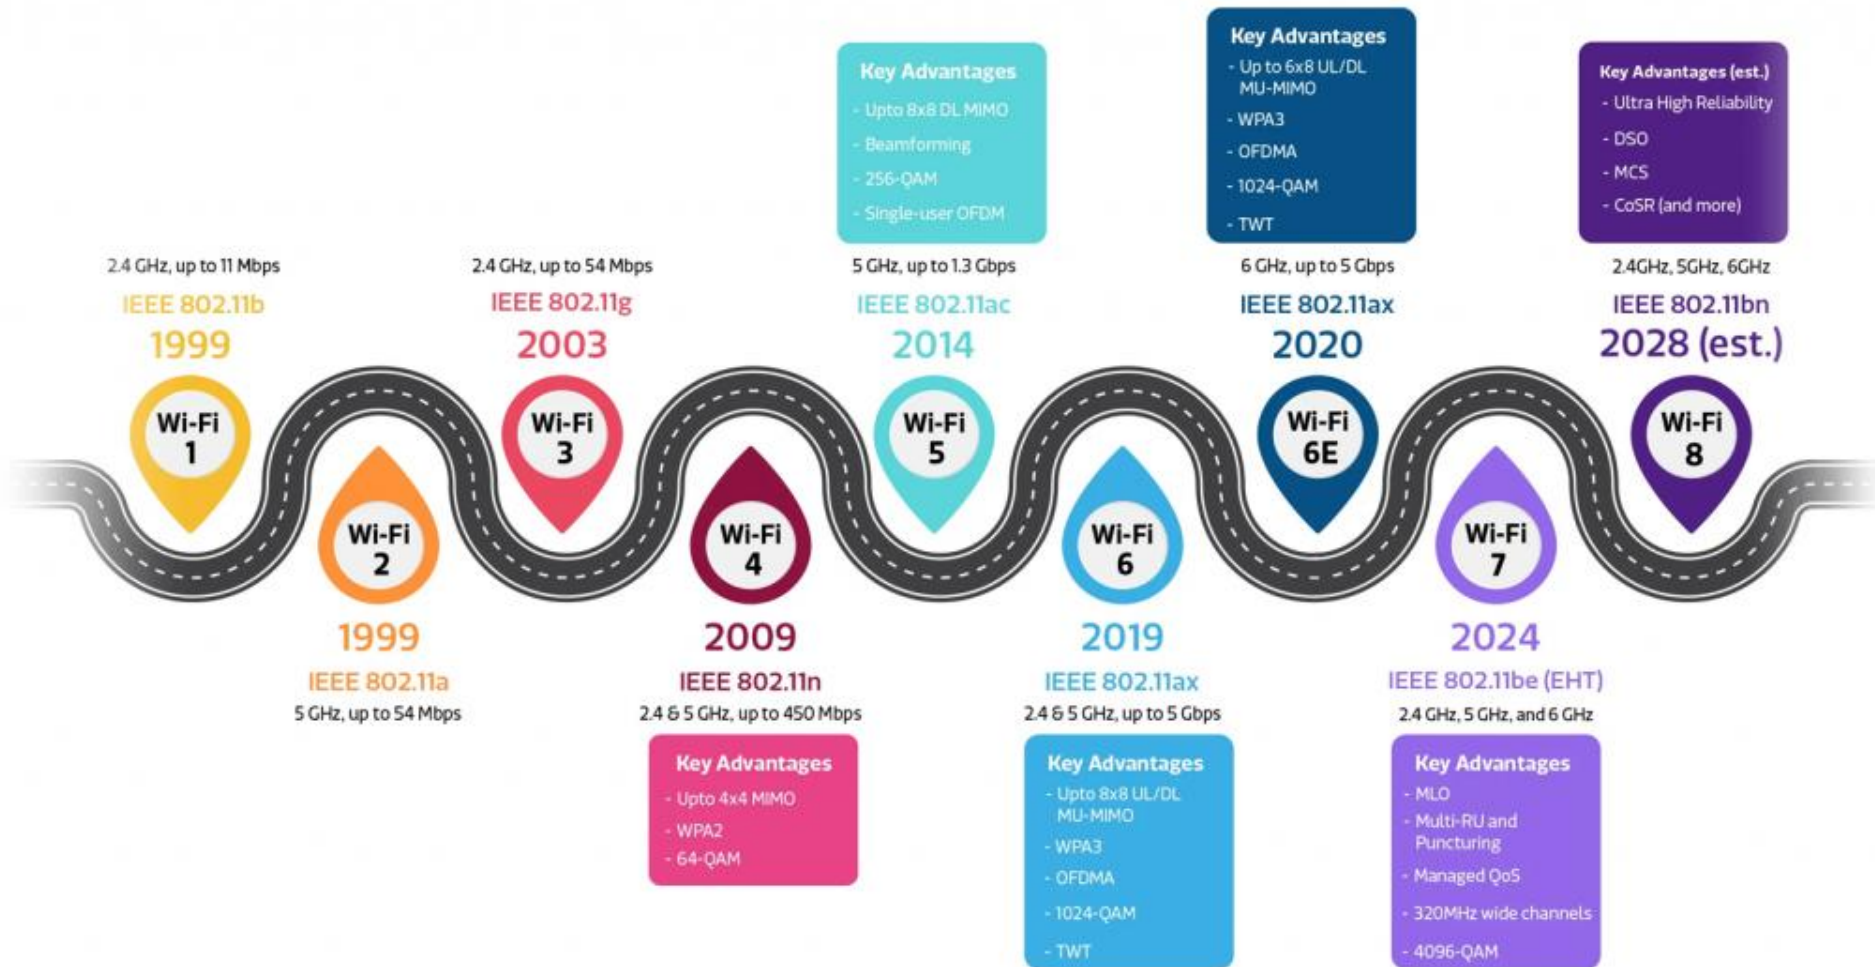 2.4 GHz, up to 11 Mbps
IEEE 802.11b
1999
Wi-Fi
1
Wi-Fi
2
1999
IEEE 802.11a
5 GHz, up to 54 Mbps
2.4 GHz, up to 54 Mbps
IEEE 802.11g
2003
Wi-Fi
3
Wi-Fi
4
2009
IEEE 802.11n
2.4 & 5 GHz, up to 450 Mbps
Key Advantages
- Upto 4x4 MIMO
- WPA2
- 64-QAM
Key Advantages
- Upto 8x8 DL MIMO
- Beamforming
- 256-QAM
- Single-user OFDM
5 GHz, up to 1.3 Gbps
IEEE 802.11ac
2014
Wi-Fi
5
Wi-Fi
6
2019
IEEE 802.11ax
2.4 & 5 GHz, up to 5 Gbps
Key Advantages
- Upto 8x8 UL/DL
MU-MIMO
- WPA3
- OFDMA
- 1024-QAM
- TWT
Key Advantages
- Up to 6x8 UL/DL
MU-MIMO
- WPA3
- OFDMA
- 1024-QAM
- TWT
6 GHz, up to 5 Gbps
IEEE 802.11ax
2020
Wi-Fi
6E
Wi-Fi
7
2024
IEEE 802.11be (EHT)
2.4 GHz, 5 GHz, and 6 GHz
Key Advantages
- MLO
- Multi-RU and
Puncturing
- Managed QoS
- 320MHz wide channels
- 4096-QAM
Key Advantages (est.)
- Ultra High Reliability
- DSO
- MCS
- CoSR (and more)
2.4GHz, 5GHz, 6GHz
IEEE 802.11bn
2028 (est.)
Wi-Fi
8